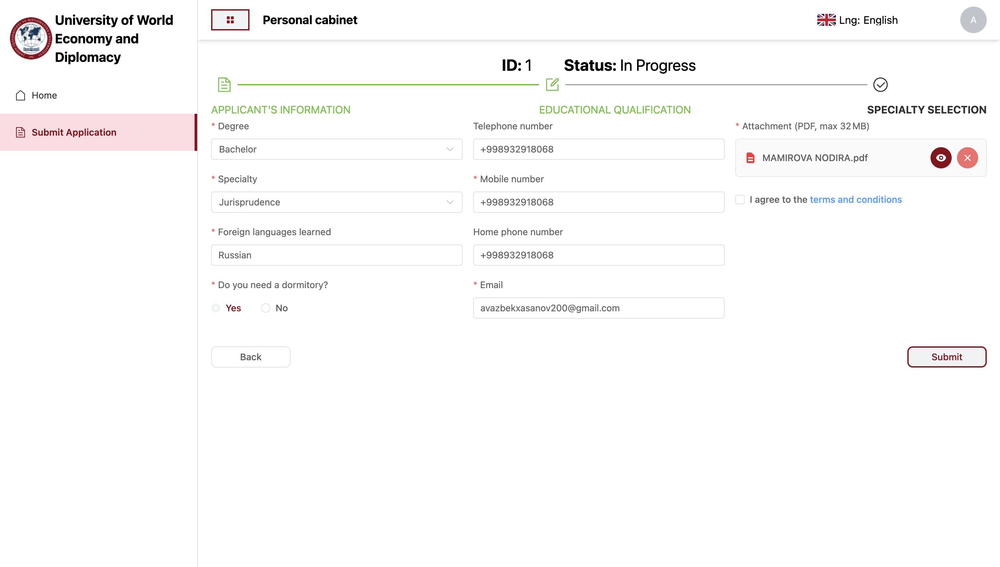 University of World
Economy and
Diplomacy
Home
Submit Application
Personal cabinet
Lng: English
A
ID: 1 Status: In Progress
APPLICANT'S INFORMATION
EDUCATIONAL QUALIFICATION
SPECIALTY SELECTION
* Degree
Bachelor
* Specialty
Jurisprudence
* Foreign languages learned
Russian
* Do you need a dormitory?
Yes No
Telephone number
+998932918068
* Mobile number
+998932918068
Home phone number
+998932918068
* Email
avazbekxasanov200@gmail.com
* Attachment (PDF, max 32 MB)
MAMIROVA NODIRA.pdf
I agree to the terms and conditions
Back
Submit